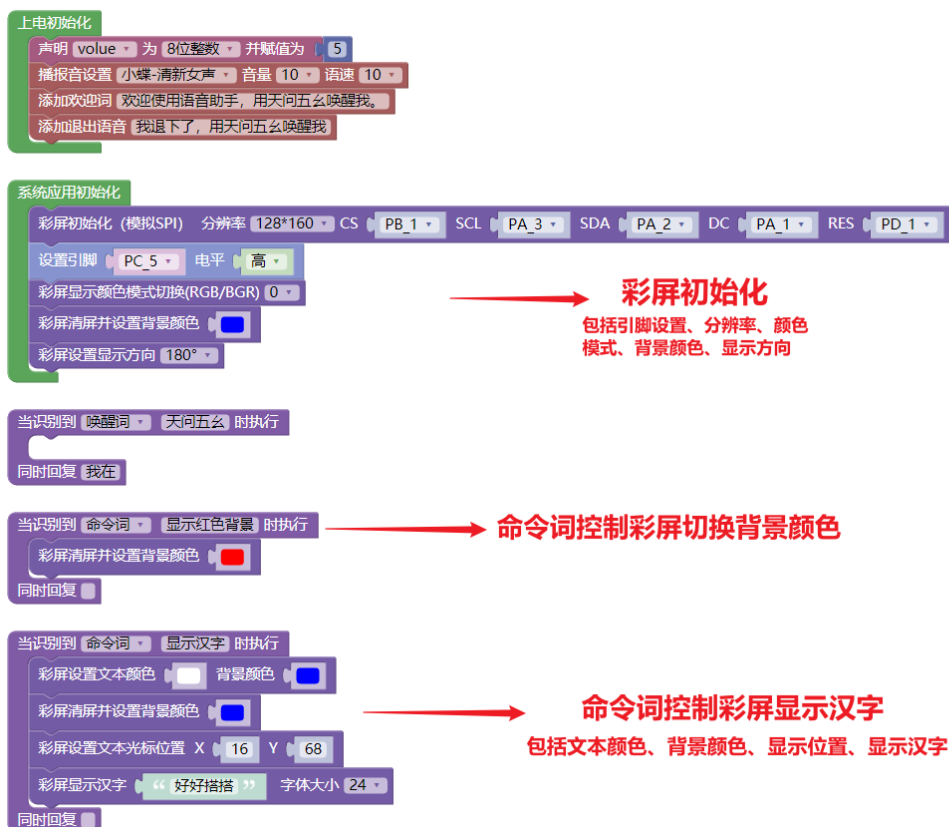 上电初始化
声明 volue 为 8位整数 并赋值为 5
播报音设置 小蝶-清新女声 音量 10 语速 10
添加欢迎词 欢迎使用语音助手，用天问五幺唤醒我。
添加退出语音 我退下了，用天问五幺唤醒我
系统应用初始化
彩屏初始化（模拟SPI） 分辨率 128*160 CS PB_1 SCL PA_3 SDA PA_2 DC PA_1 RES PD_1
设置引脚 PC_5 电平 高
彩屏显示颜色模式切换(RGB/BGR) 0
彩屏清屏并设置背景颜色
彩屏设置显示方向 180°
彩屏初始化
包括引脚设置、分辨率、颜色
模式、背景颜色、显示方向
当识别到 唤醒词 天问五幺 时执行
同时回复 我在
当识别到 命令词 显示红色背景 时执行
彩屏清屏并设置背景颜色
同时回复
命令词控制彩屏切换背景颜色
当识别到 命令词 显示汉字 时执行
彩屏设置文本颜色 背景颜色
彩屏清屏并设置背景颜色
彩屏设置文本光标位置 X 16 Y 68
彩屏显示汉字 “ 好好搭搭 ” 字体大小 24
同时回复
命令词控制彩屏显示汉字
包括文本颜色、背景颜色、显示位置、显示汉字